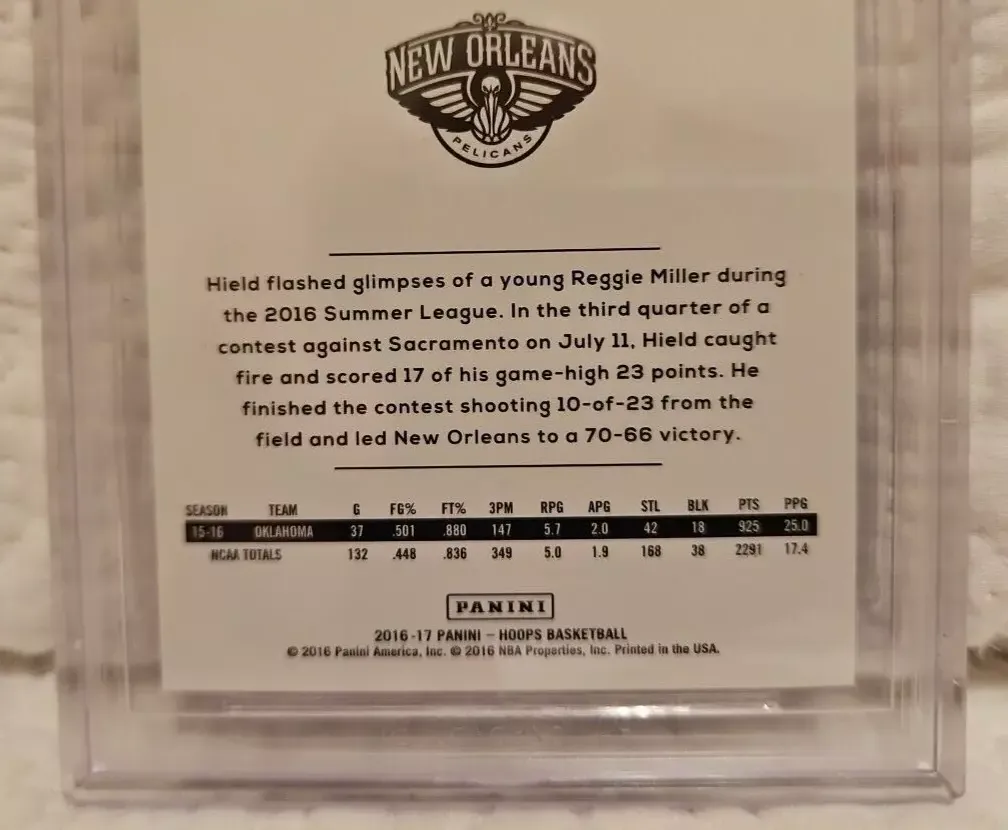 NEW ORLEANS
PELICANS
Hield flashed glimpses of a young Reggie Miller during
the 2016 Summer League. In the third quarter of a
contest against Sacramento on July 11, Hield caught
fire and scored 17 of his game-high 23 points. He
finished the contest shooting 10-of-23 from the
field and led New Orleans to a 70-66 victory.
SEASON TEAM G FG% FT% 3PM RPG APG STL BLK PTS PPG
15-16 OKLAHOMA 37 .501 .880 147 5.7 2.0 42 18 925 25.0
NCAA TOTALS 132 .448 .836 349 5.0 1.9 168 38 2291 17.4
PANINI
2016-17 PANINI – HOOPS BASKETBALL
© 2016 Panini America, Inc. © 2016 NBA Properties, Inc. Printed in the USA.